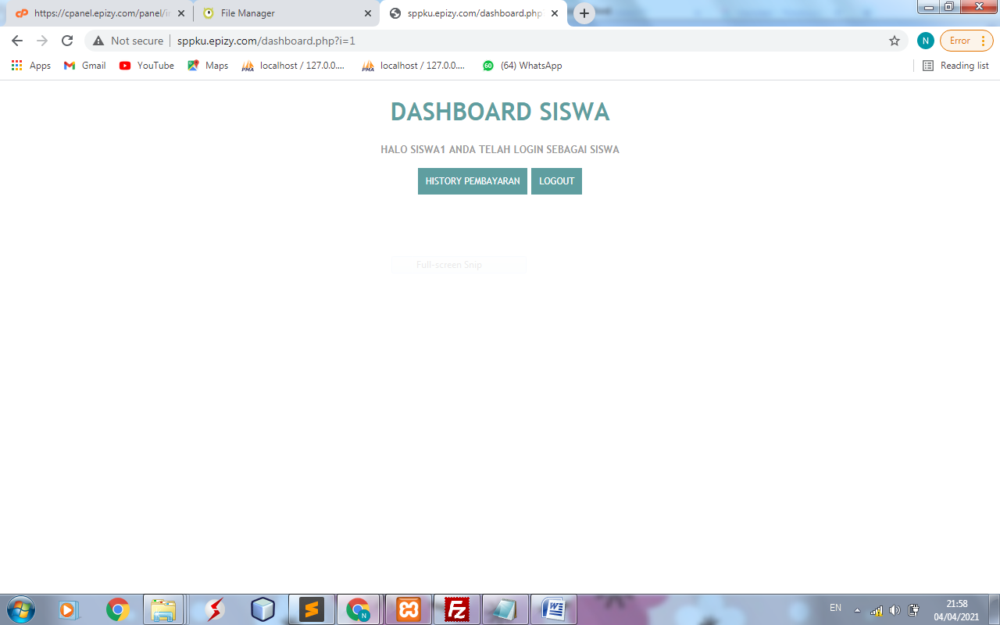 https://cpanel.epizy.com/panel/in
File Manager
sppku.epizy.com/dashboard.php
Not secure
sppku.epizy.com/dashboard.php?i=1
N
Error
Apps
Gmail
YouTube
Maps
localhost / 127.0.0....
localhost / 127.0.0....
(64) WhatsApp
Reading list
DASHBOARD SISWA
HALO SISWA1 ANDA TELAH LOGIN SEBAGAI SISWA
HISTORY PEMBAYARAN
LOGOUT
Full-screen Snip
EN
21:58
04/04/2021